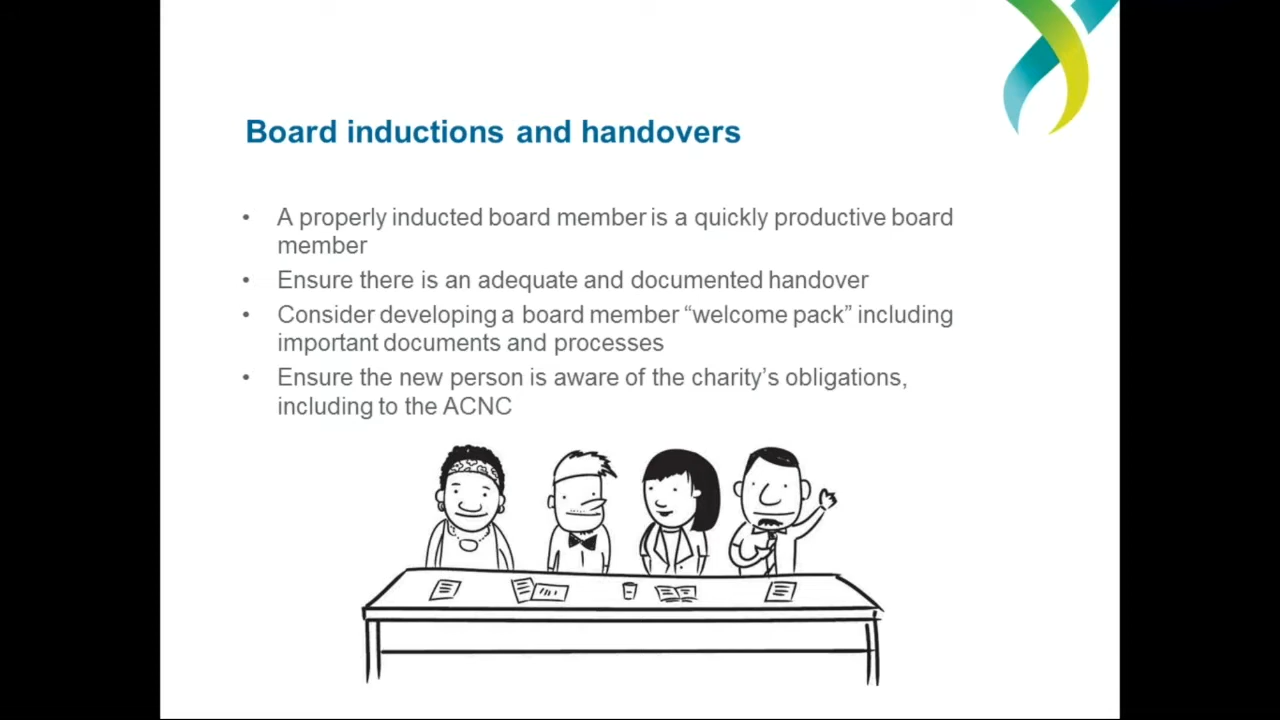 Board inductions and handovers
• A properly inducted board member is a quickly productive board
member
• Ensure there is an adequate and documented handover
• Consider developing a board member “welcome pack” including
important documents and processes
• Ensure the new person is aware of the charity’s obligations,
including to the ACNC